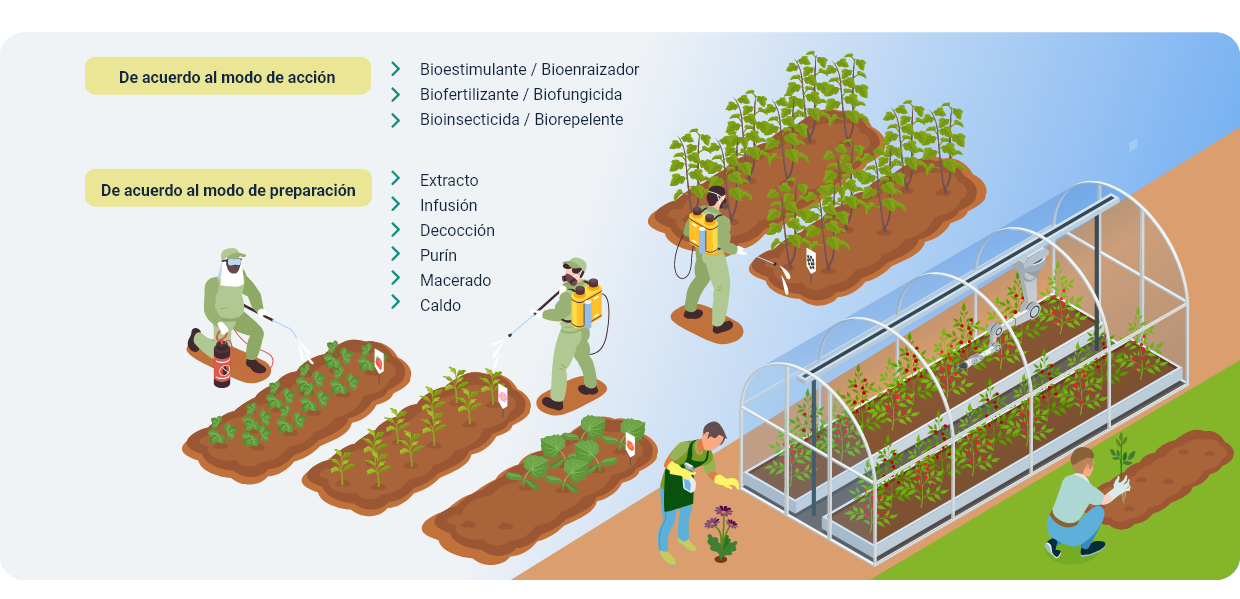 De acuerdo al modo de acción
Bioestimulante / Bioenraizador
Biofertilizante / Biofungicida
Bioinsecticida / Biorepelente
De acuerdo al modo de preparación
Extracto
Infusión
Decocción
Purín
Macerado
Caldo